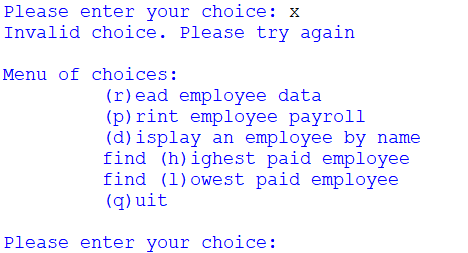 Please enter your choice: x
Invalid choice. Please try again
Menu of choices:
(r)ead employee data
(p)rint employee payroll
(d)isplay an employee by name
find (h)ighest paid employee
find (l)owest paid employee
(q)uit
Please enter your choice: